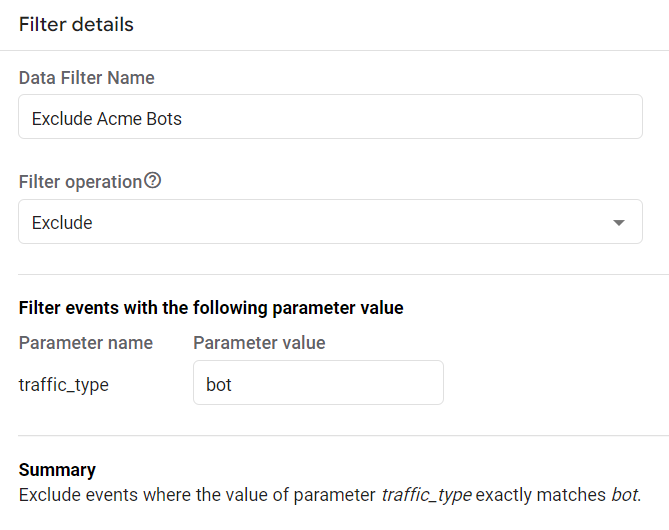 Filter details
Data Filter Name
Exclude Acme Bots
Filter operation
Exclude
Filter events with the following parameter value
Parameter name Parameter value
traffic_type bot
Summary
Exclude events where the value of parameter traffic_type exactly matches bot.